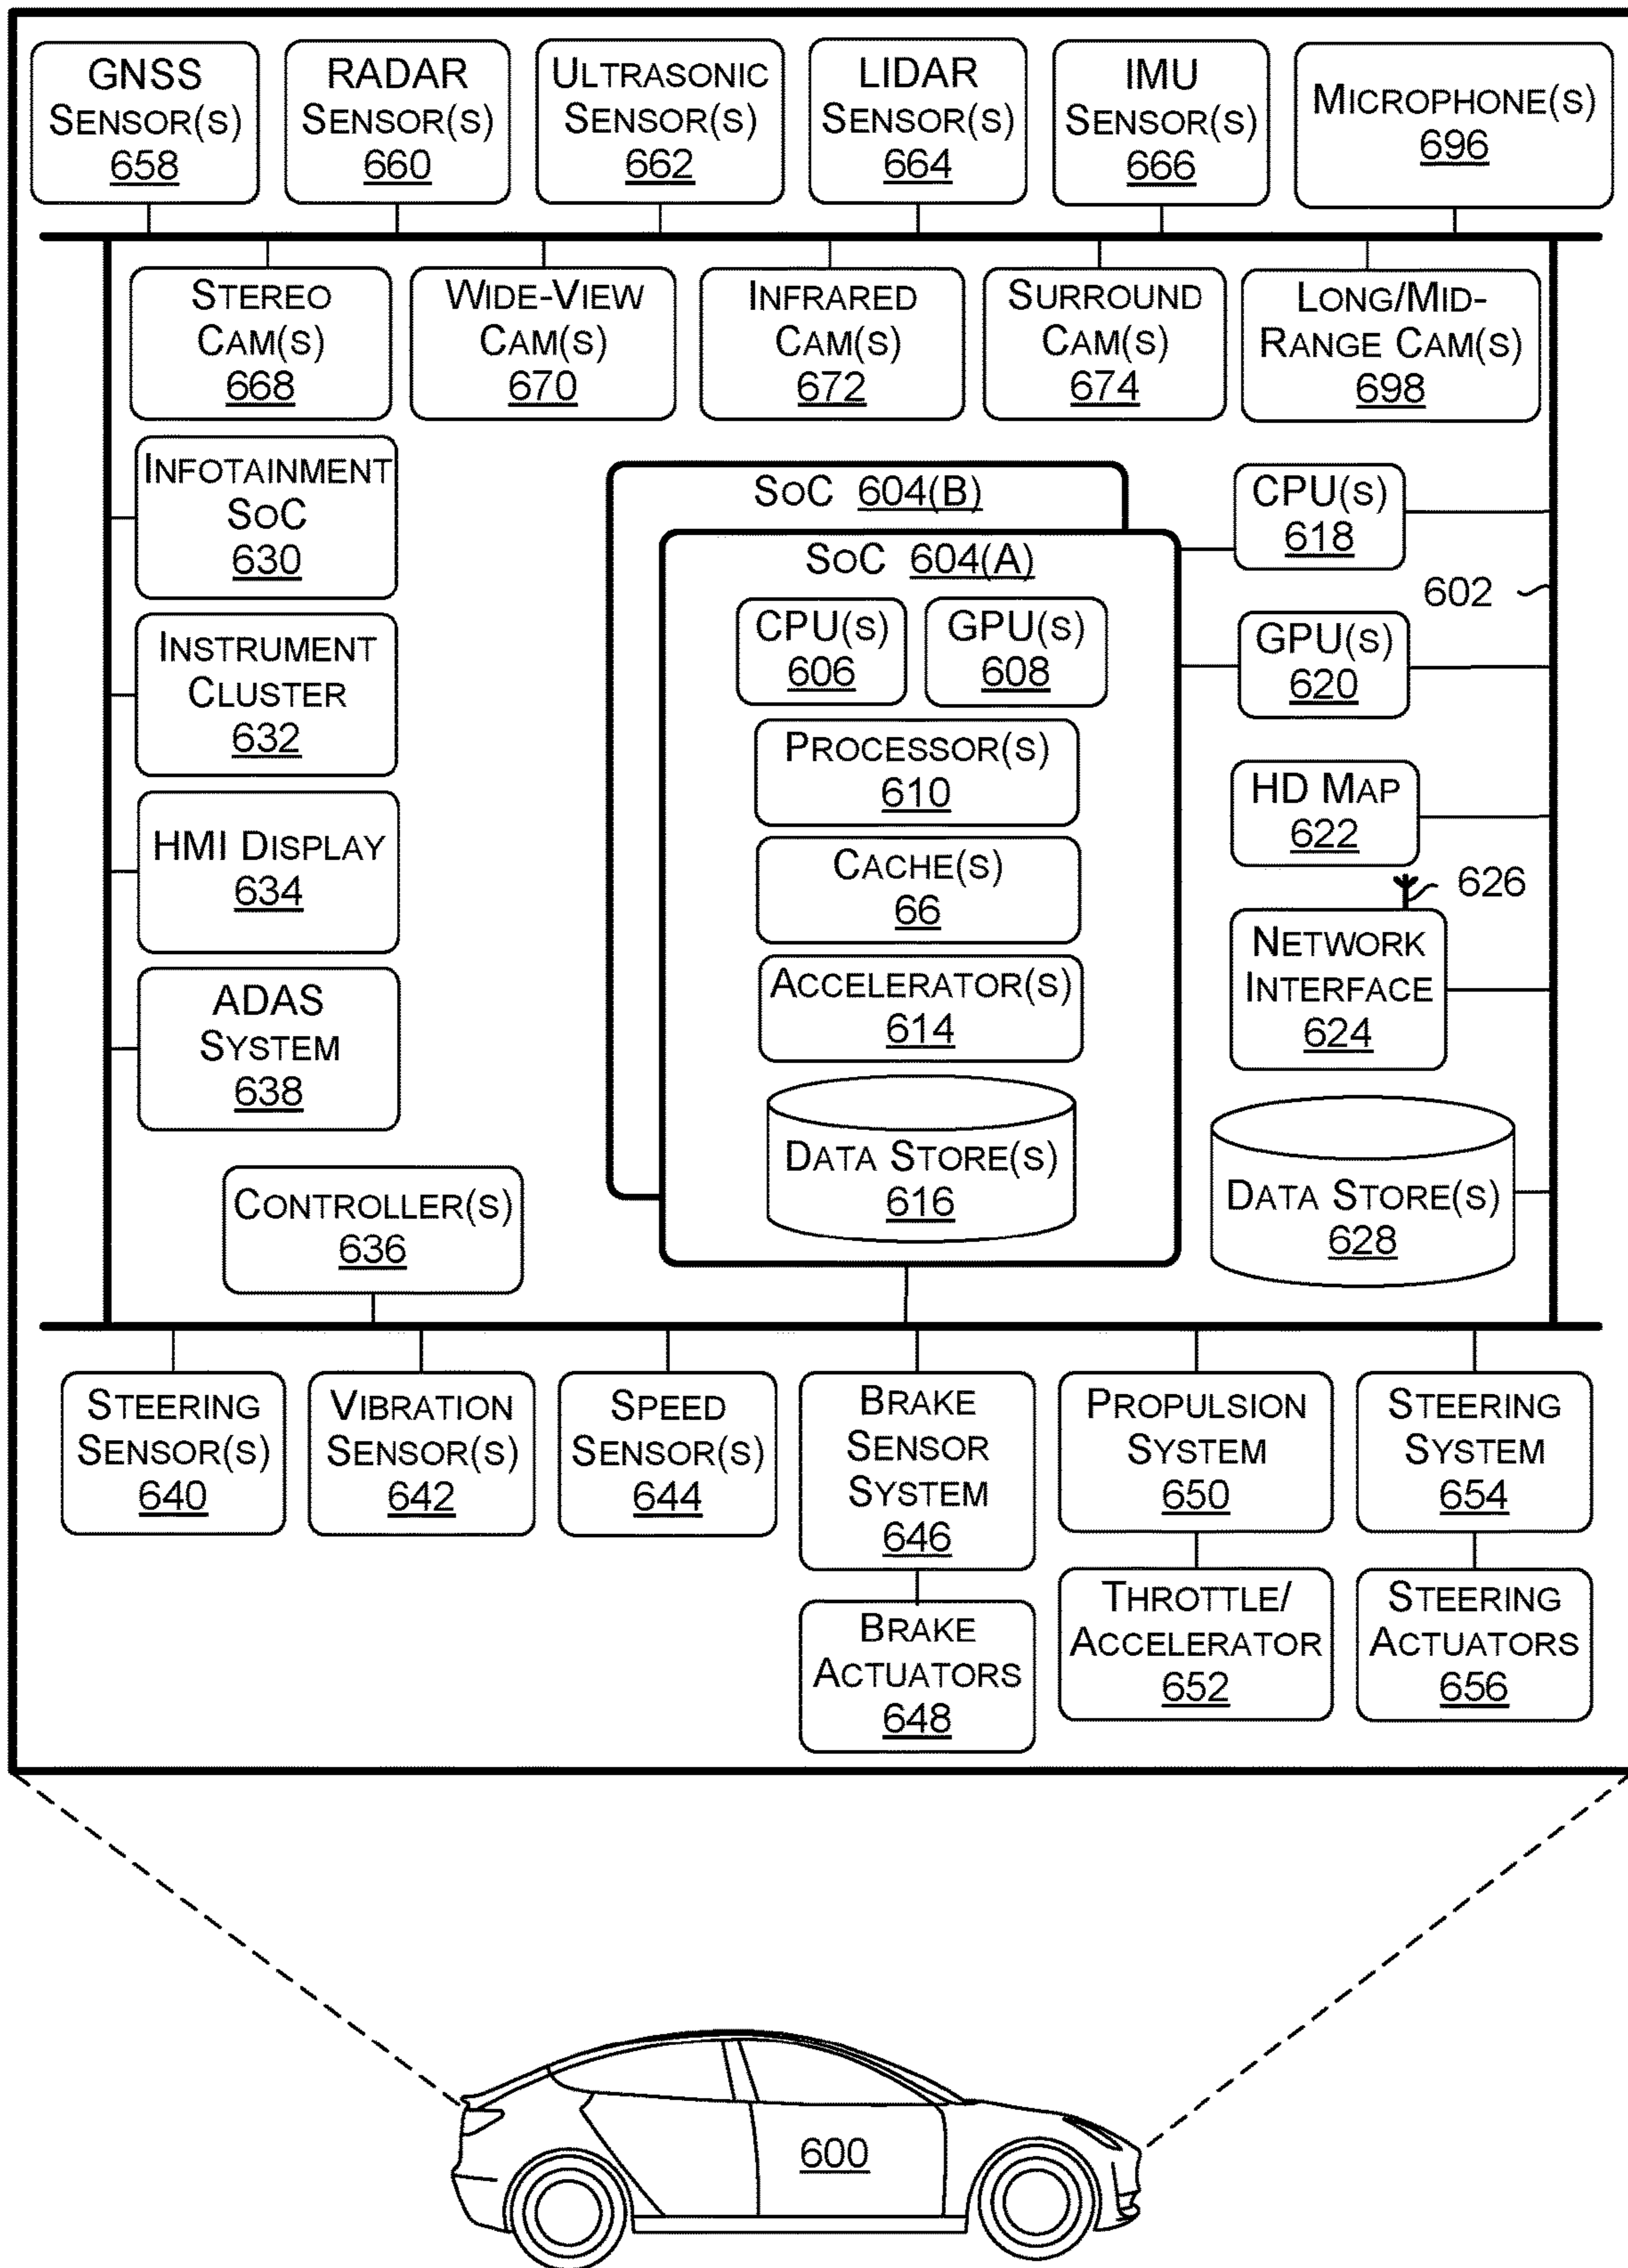 GNSS
SENSOR(S)
658
RADAR
SENSOR(S)
660
ULTRASONIC
SENSOR(S)
662
LIDAR
SENSOR(S)
664
IMU
SENSOR(S)
666
MICROPHONE(S)
696
STEREO
CAM(S)
668
WIDE-VIEW
CAM(S)
670
INFRARED
CAM(S)
672
SURROUND
CAM(S)
674
LONG/MID-
RANGE CAM(S)
698
INFOTAINMENT
SOC
630
INSTRUMENT
CLUSTER
632
HMI DISPLAY
634
ADAS
SYSTEM
638
CONTROLLER(S)
636
SOC 604(B)
SOC 604(A)
CPU(S)
606
GPU(S)
608
PROCESSOR(S)
610
CACHE(S)
66
ACCELERATOR(S)
614
DATA STORE(S)
616
CPU(S)
618
602
GPU(S)
620
HD MAP
622
626
NETWORK
INTERFACE
624
DATA STORE(S)
628
STEERING
SENSOR(S)
640
VIBRATION
SENSOR(S)
642
SPEED
SENSOR(S)
644
BRAKE
SENSOR
SYSTEM
646
PROPULSION
SYSTEM
650
STEERING
SYSTEM
654
BRAKE
ACTUATORS
648
THROTTLE/
ACCELERATOR
652
STEERING
ACTUATORS
656
600